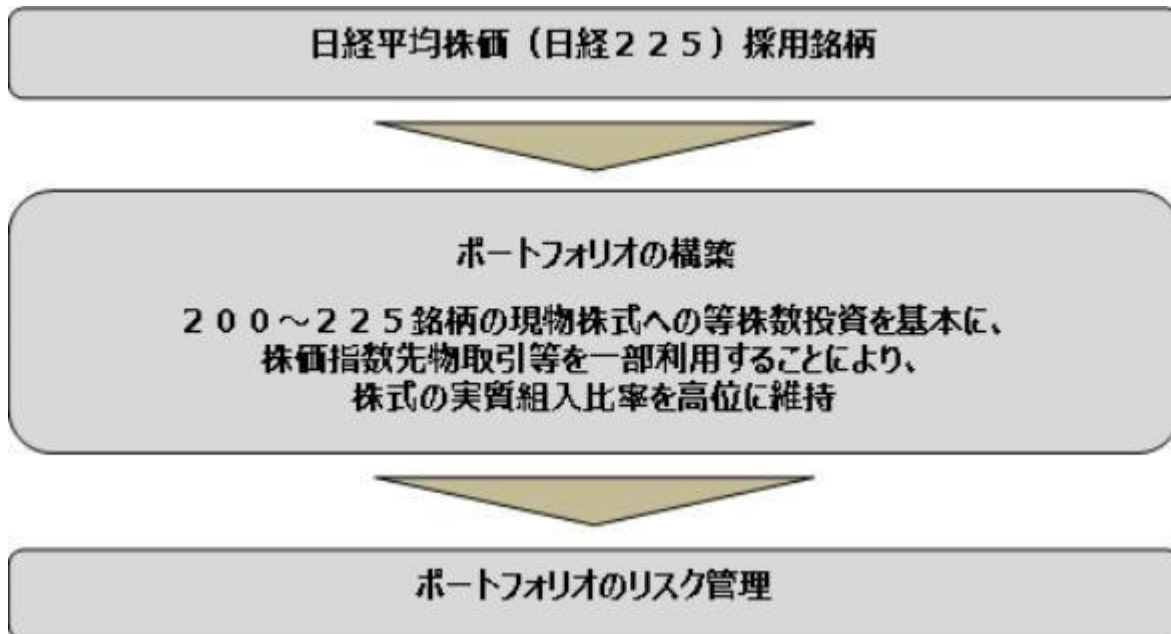 日経平均株価（日経２２５）採用銘柄
ポートフォリオの構築
２００～２２５銘柄の現物株式への等株数投資を基本に、
株価指数先物取引等を一部利用することにより、
株式の実質組入比率を高位に維持
ポートフォリオのリスク管理